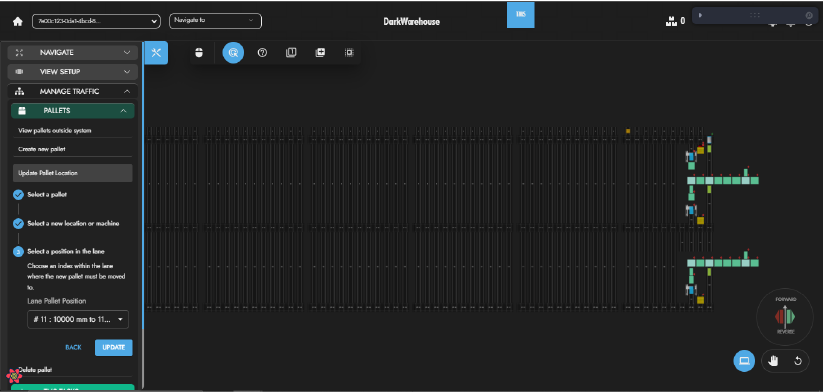 Navigate to
DarkWarehouse
0
NAVIGATE
VIEW SETUP
MANAGE TRAFFIC
PALLETS
View pallets outside system
Create new pallet
Update Pallet Location
Select a pallet
Select a new location or machine
3 Select a position in the lane
Choose an index within the lane
where the new pallet must be moved
to.
Lane Pallet Position
# 11 : 10000 mm to 11...
BACK UPDATE
Delete pallet
FORWARD
REVERSE